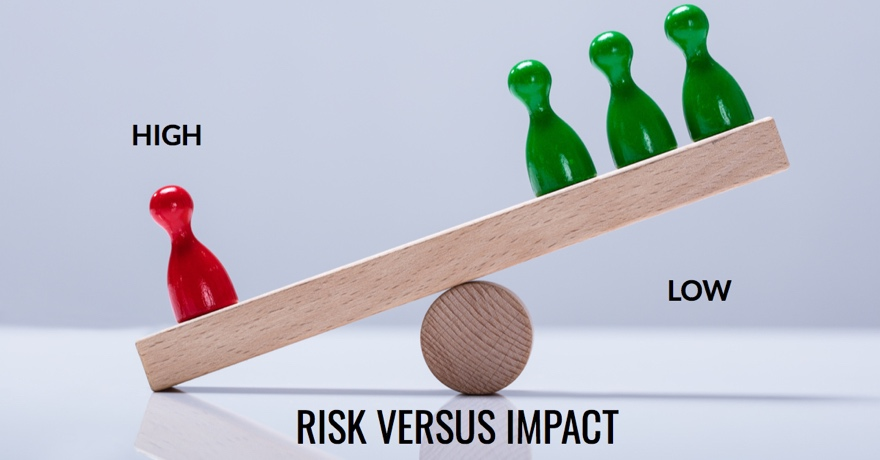 HIGH
LOW
RISK VERSUS IMPACT